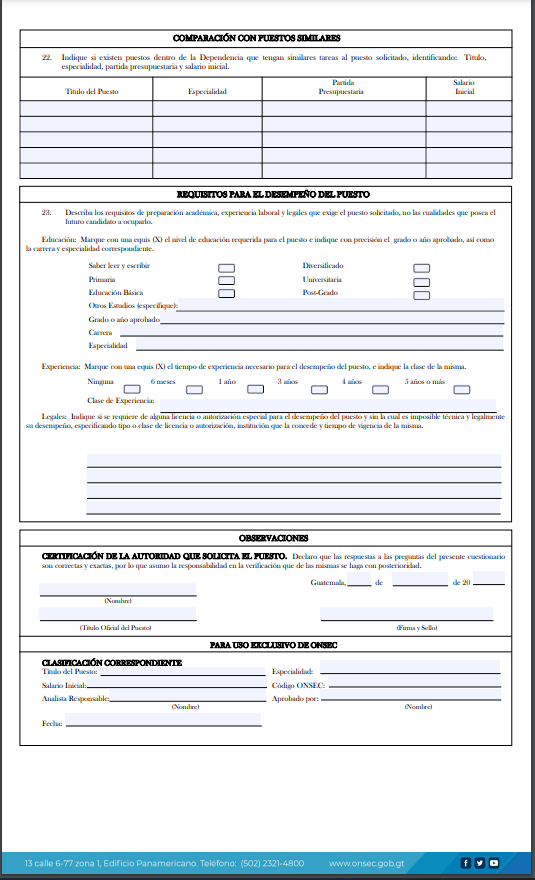 COMPARACIÓN CON PUESTOS SIMILARES
22. Indique si existen puestos dentro de la Dependencia que tengan similares tareas al puesto solicitado, identificando: Título,
especialidad, partida presupuestaria y salario inicial.
Título del Puesto Especialidad Partida Presupuestaria Salario Inicial
REQUISITOS PARA EL DESEMPEÑO DEL PUESTO
23. Describa los requisitos de preparación académica, experiencia laboral y legales que exige el puesto solicitado, no las cualidades que posea el
futuro candidato a ocuparlo.
Educación: Marque con una equis (X) el nivel de educación requerida para el puesto e indique con precisión el grado o año aprobado, así como
la carrera y especialidad correspondiente.
Saber leer y escribir Diversificado
Primaria Universitaria
Educación Básica Post-Grado
Otros Estudios (especifique):
Grado o año aprobado
Carrera
Especialidad
Experiencia: Marque con una equis (X) el tiempo de experiencia necesario para el desempeño del puesto, e indique la clase de la misma.
Ninguna 6 meses 1 año 3 años 4 años 5 años o más
Clase de Experiencia:
Legales: Indique si se requiere de alguna licencia o autorización especial para el desempeño del puesto y sin la cual es imposible técnica y legalmente
su desempeño, especificando tipo o clase de licencia o autorización, institución que la concede y tiempo de vigencia de la misma.
OBSERVACIONES
CERTIFICACIÓN DE LA AUTORIDAD QUE SOLICITA EL PUESTO. Declaro que las respuestas a las preguntas del presente cuestionario
son correctas y exactas, por lo que asumo la responsabilidad en la verificación que de las mismas se haga con posterioridad.
Guatemala, de de 20
(Nombre)
(Título Oficial del Puesto) (Firma y Sello)
PARA USO EXCLUSIVO DE ONSEC
CLASIFICACIÓN CORRESPONDIENTE
Título del Puesto: Especialidad:
Salario Inicial: Código ONSEC:
Analista Responsable: Aprobado por:
(Nombre) (Nombre)
Fecha:
13 calle 6-77 zona 1, Edificio Panamericano. Teléfono: (502) 2321-4800 www.onsec.gob.gt